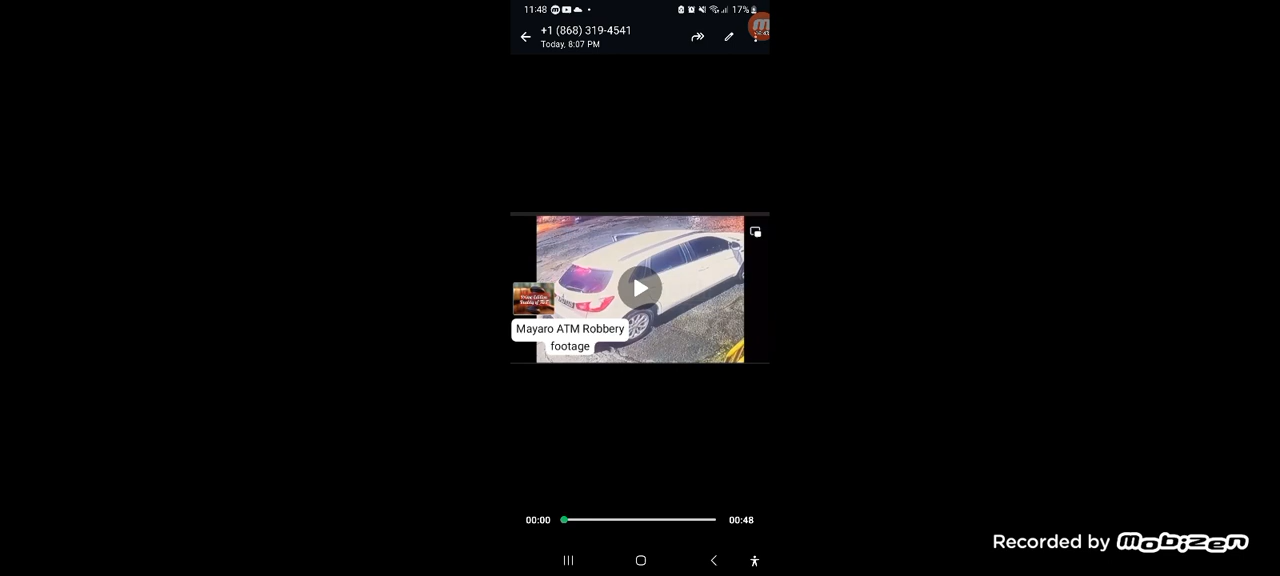 11:48
17%
+1 (868) 319-4541
Today, 8:07 PM
Mayaro ATM Robbery
footage
00:00
00:48
Recorded by mobizen